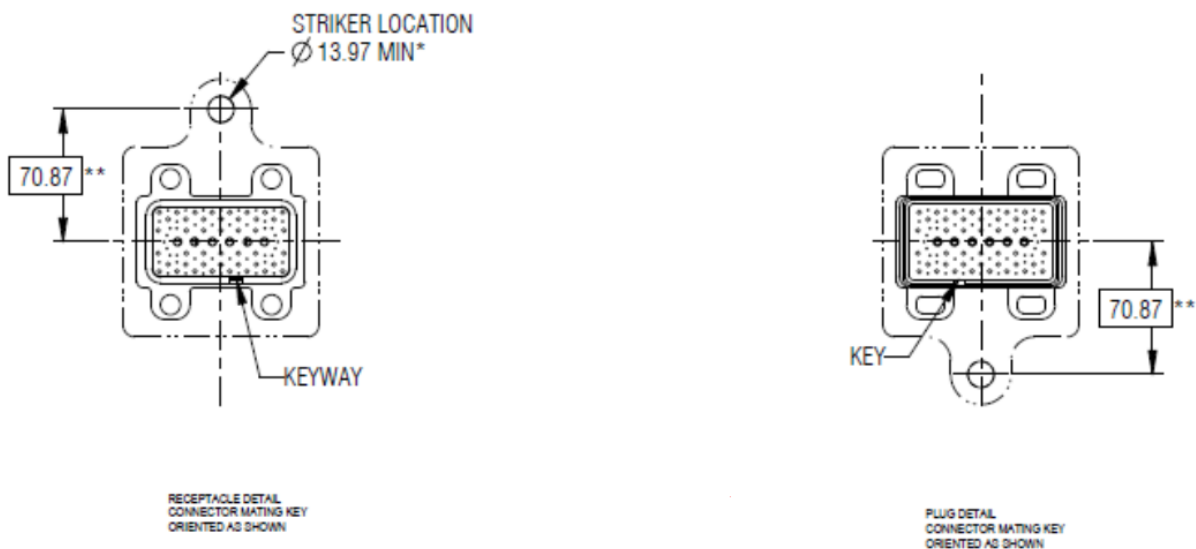 STRIKER LOCATION
Ø 13.97 MIN*
70.87 **
KEYWAY
RECEPTACLE DETAIL
CONNECTOR MATING KEY
ORIENTED AS SHOWN
70.87 **
KEY
PLUG DETAIL
CONNECTOR MATING KEY
ORIENTED AS SHOWN